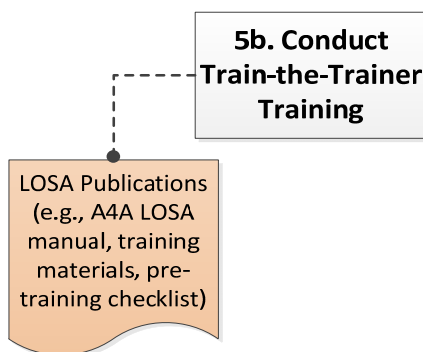 5b. Conduct
Train-the-Trainer
Training
LOSA Publications
(e.g., A4A LOSA
manual, training
materials, pre-
training checklist)